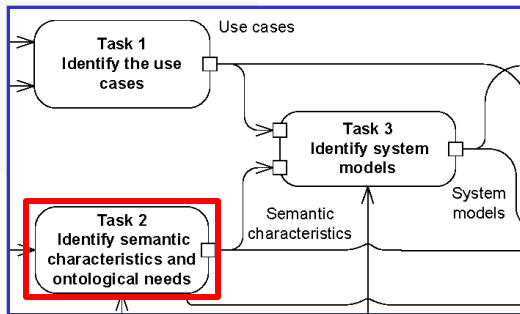 Use cases
Task 1
Identify the use
cases
Task 3
Identify system
models
System
models
Semantic
characteristics
Task 2
Identify semantic
characteristics and
ontological needs